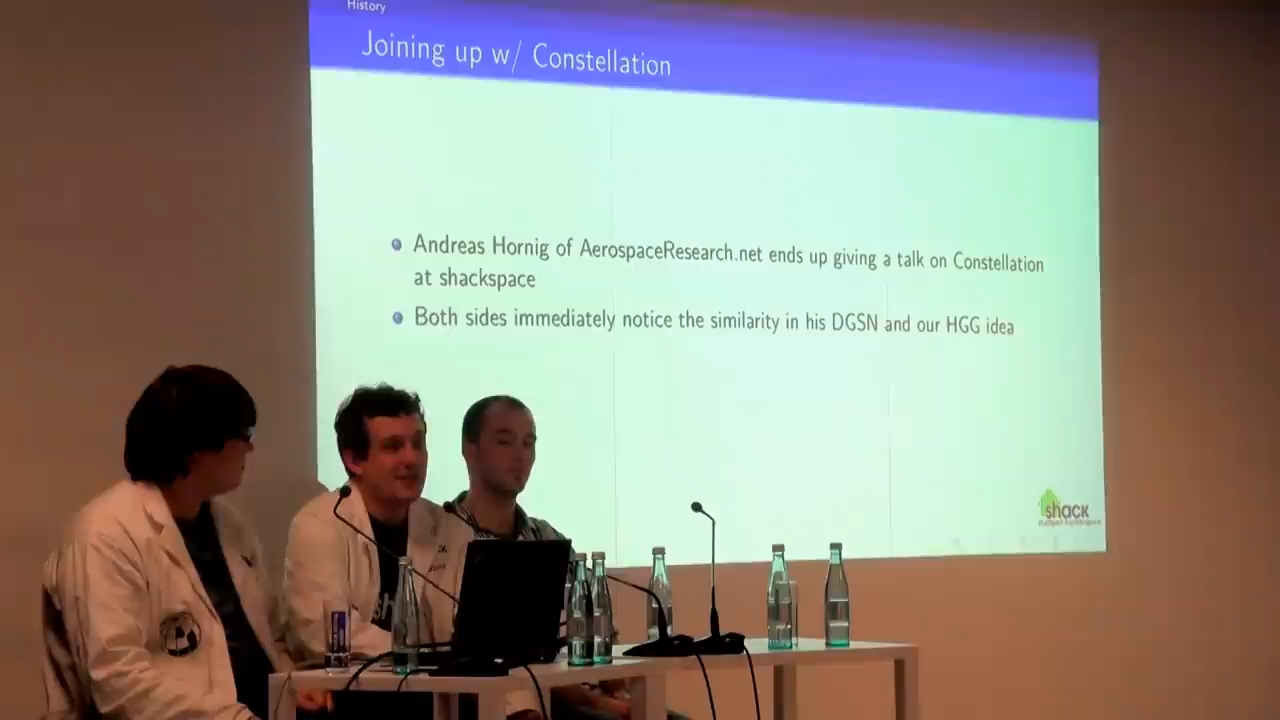 History
Joining up w/ Constellation
Andreas Hornig of AerospaceResearch.net ends up giving a talk on Constellation
at shackspace
Both sides immediately notice the similarity in his DGSN and our HGG idea
shack